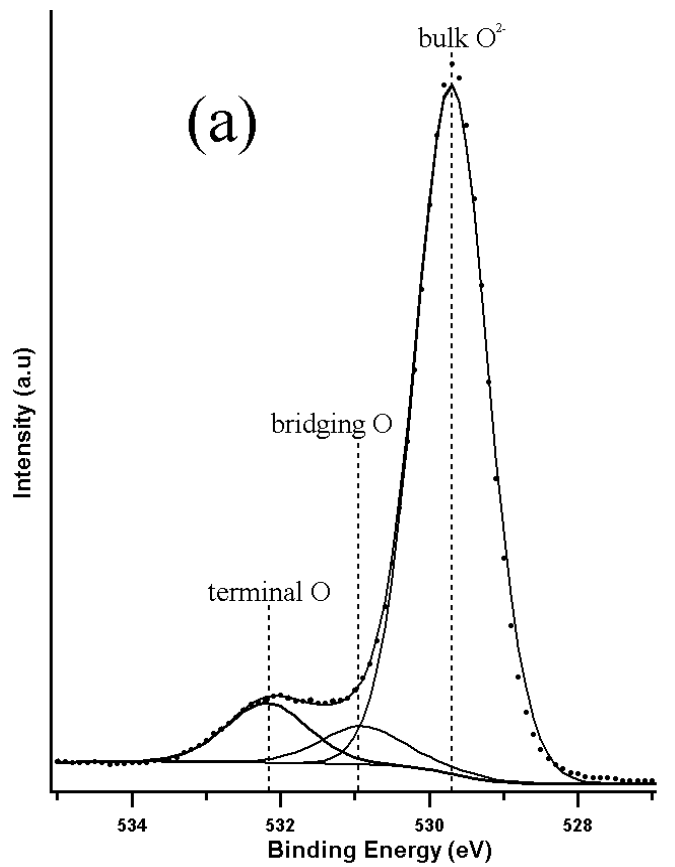 bulk O²⁻
(a)
bridging O
terminal O
Intensity (a.u)
534 532 530 528
Binding Energy (eV)